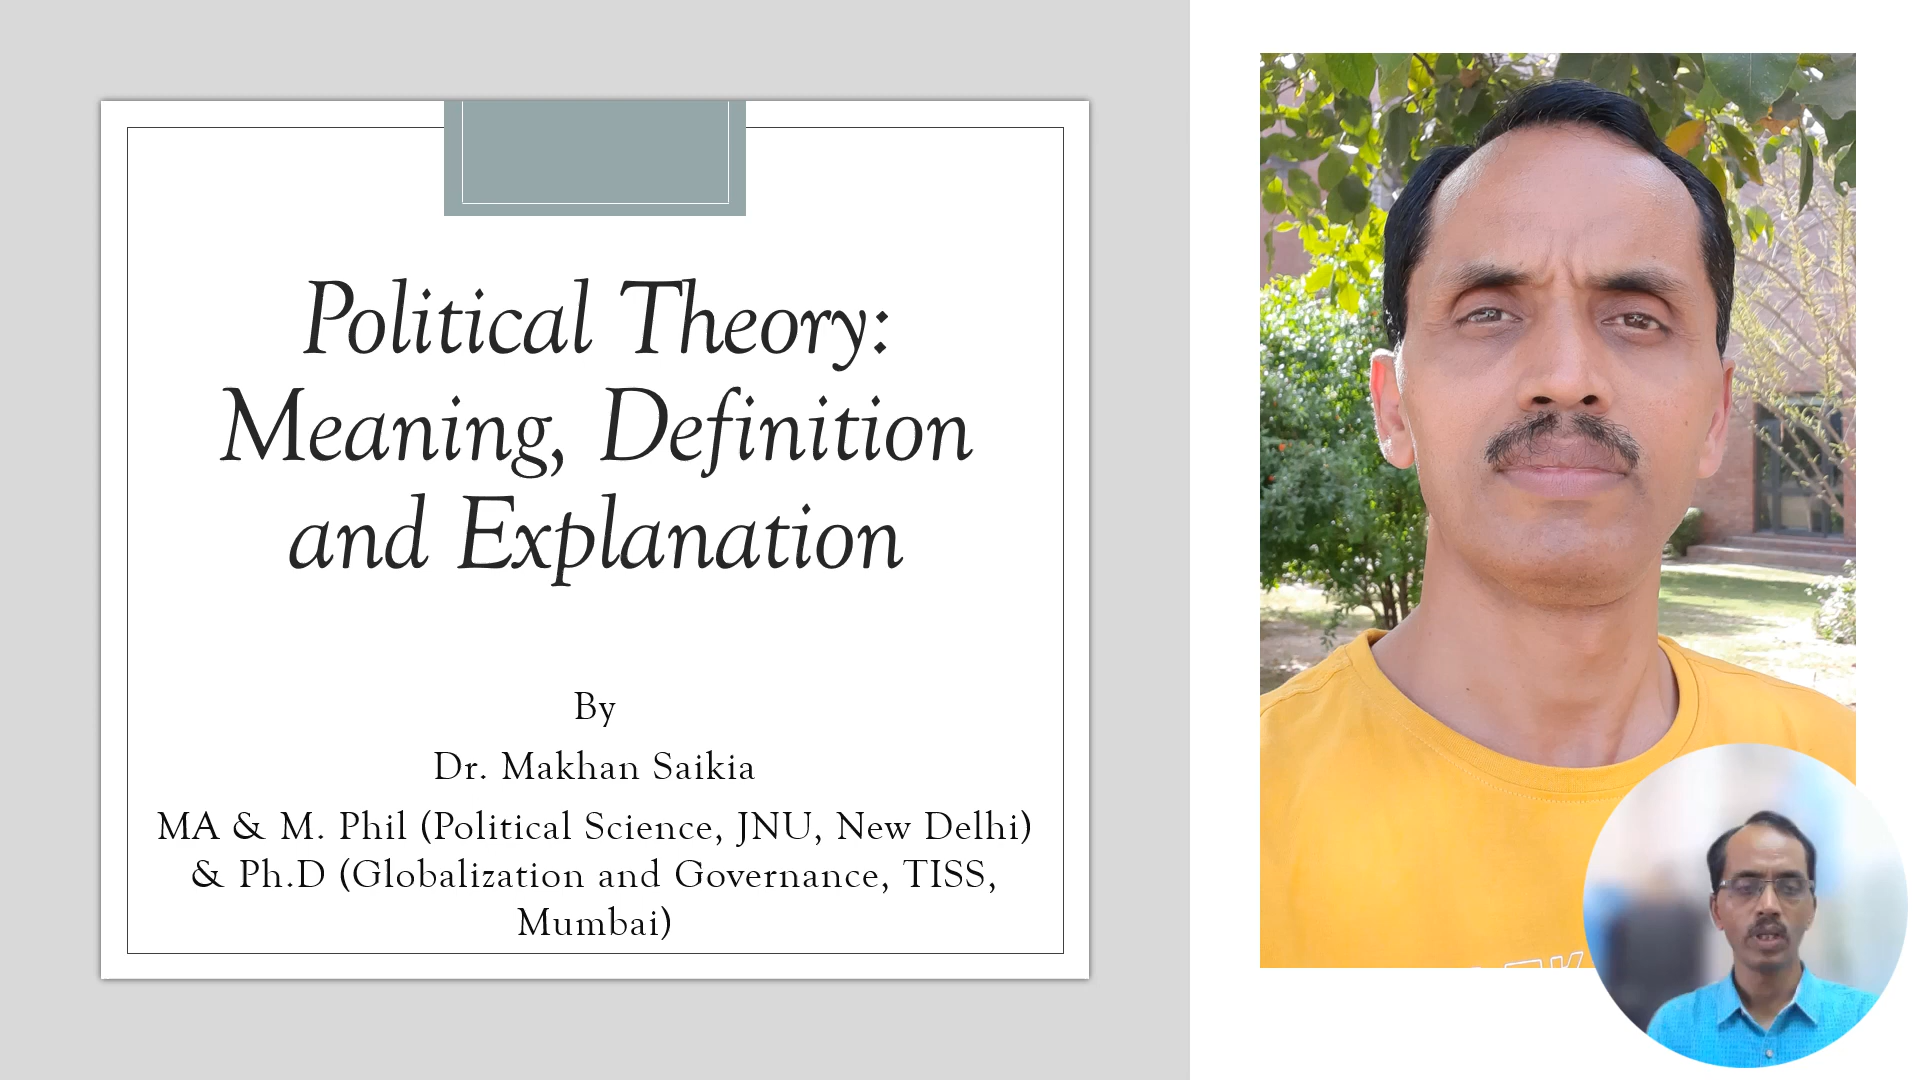 Political Theory:
Meaning, Definition
and Explanation
By
Dr. Makhan Saikia
MA & M. Phil (Political Science, JNU, New Delhi)
& Ph.D (Globalization and Governance, TISS,
Mumbai)